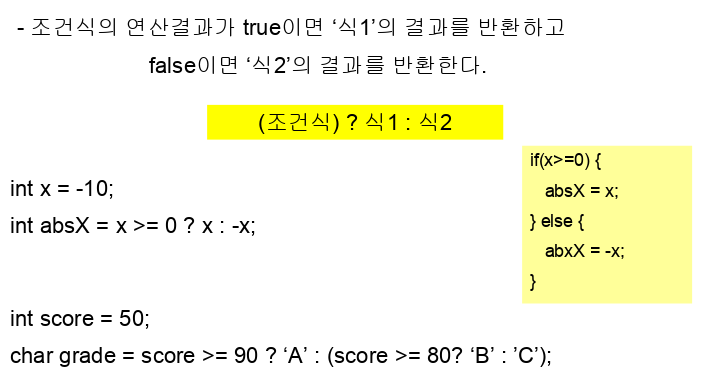 - 조건식의 연산결과가 true이면 ‘식1’의 결과를 반환하고
false이면 ‘식2’의 결과를 반환한다.
(조건식) ? 식1 : 식2
int x = -10;
int absX = x >= 0 ? x : -x;
if(x>=0) {
absX = x;
} else {
abxX = -x;
}
int score = 50;
char grade = score >= 90 ? ‘A’ : (score >= 80? ‘B’ : ’C’);